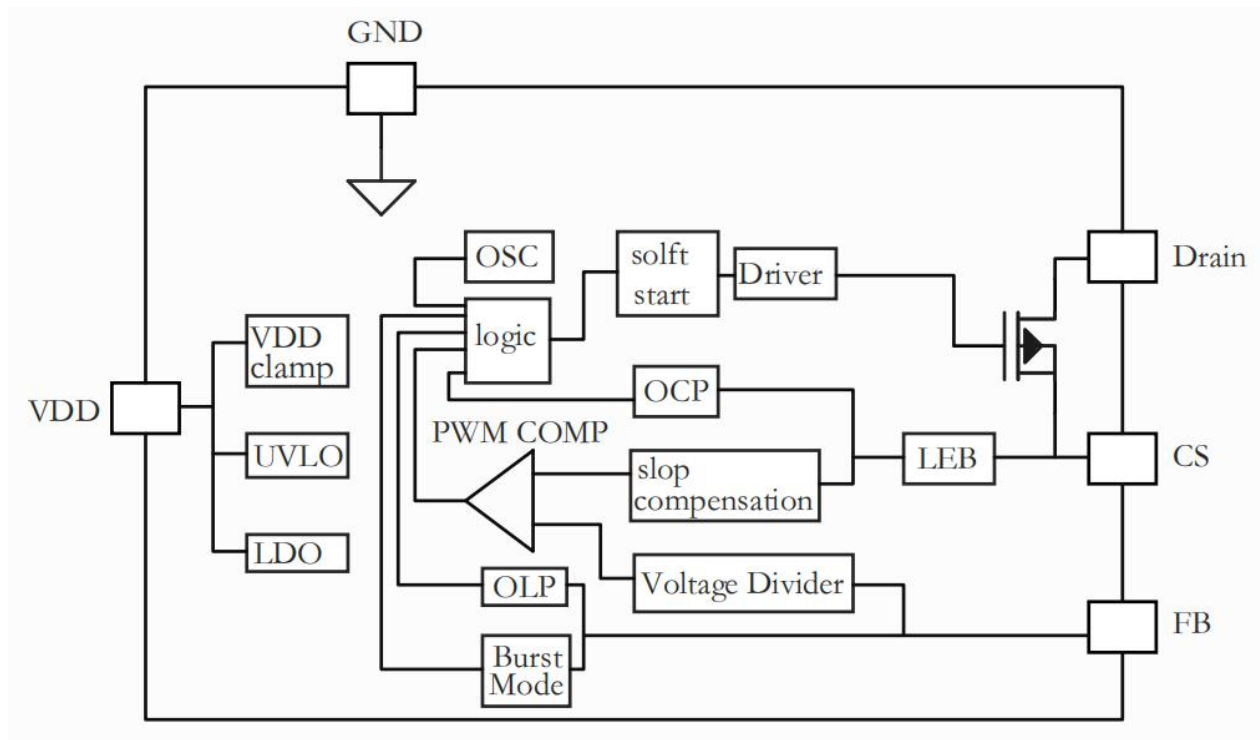 GND
OSC
solft
start
Driver
Drain
logic
VDD
clamp
VDD
OCP
PWM COMP
UVLO
slop
compensation
LEB
CS
LDO
OLP
Voltage Divider
FB
Burst
Mode